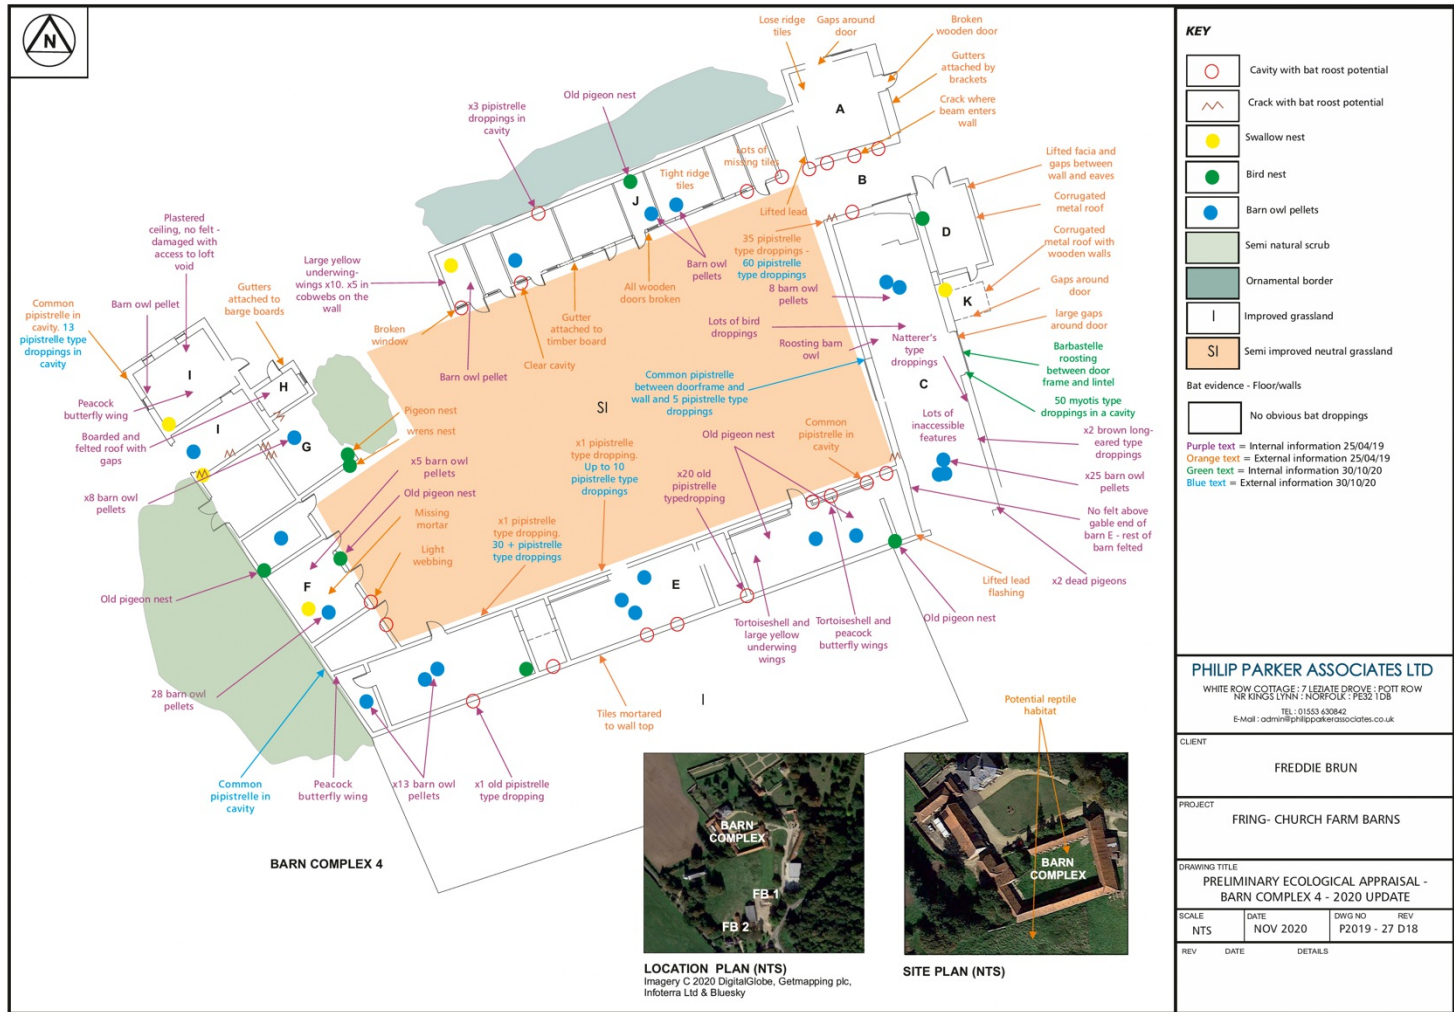 N
Lose ridge
tiles
Gaps around
door
Broken
wooden door
Gutters
attached by
brackets
Crack where
beam enters
wall
A
Old pigeon nest
x3 pipistrelle
droppings in
cavity
Lots of
missing tiles
Tight ridge
tiles
J
B
Lifted lead
Lifted facia and
gaps between
wall and eaves
Corrugated
metal roof
Corrugated
metal roof with
wooden walls
Gaps around
door
large gaps
around door
D
K
Plastered
ceiling, no felt -
damaged with
access to loft
void
Large yellow
underwing-
wings x10. x5 in
cobwebs on the
wall
Barn owl
pellets
35 pipistrelle
type droppings -
60 pipistrelle
type droppings
8 barn owl
pellets
Barn owl pellet
Gutters
attached to
barge boards
Common
pipistrelle in
cavity. 13
pipistrelle type
droppings in
cavity
Broken
window
Gutter
attached to
timber board
All wooden
doors broken
Clear cavity
Barn owl pellet
Lots of bird
droppings
Roosting barn
owl
Natterer's
type
droppings
Barbastelle
roosting
between door
frame and lintel
50 myotis type
droppings in a cavity
Common pipistrelle
between doorframe and
wall and 5 pipistrelle type
droppings
C
I
H
I
Peacock
butterfly wing
Boarded and
felted roof with
gaps
G
Pigeon nest
wrens nest
SI
Lots of
inaccessible
features
x2 brown long-
eared type
droppings
x25 barn owl
pellets
No felt above
gable end of
barn E - rest of
barn felted
x2 dead pigeons
Common
pipistrelle in
cavity
Old pigeon nest
x20 old
pipistrelle
typedropping
x1 pipistrelle
type dropping.
Up to 10
pipistrelle type
droppings
x5 barn owl
pellets
Old pigeon nest
Missing
mortar
Light
webbing
x8 barn owl
pellets
x1 pipistrelle
type dropping.
30 + pipistrelle
type droppings
F
E
Old pigeon nest
28 barn owl
pellets
Lifted lead
flashing
Old pigeon nest
Tortoiseshell and
large yellow
underwing
wings
Tortoiseshell and
peacock
butterfly wings
Tiles mortared
to wall top
I
Common
pipistrelle in
cavity
Peacock
butterfly wing
x13 barn owl
pellets
x1 old pipistrelle
type dropping
Potential reptile
habitat
BARN COMPLEX 4
BARN
COMPLEX
FB 1
FB 2
BARN
COMPLEX
LOCATION PLAN (NTS)
Imagery C 2020 DigitalGlobe, Getmapping plc,
Infoterra Ltd & Bluesky
SITE PLAN (NTS)
KEY
Cavity with bat roost potential
Crack with bat roost potential
Swallow nest
Bird nest
Barn owl pellets
Semi natural scrub
Ornamental border
I Improved grassland
SI Semi improved neutral grassland
Bat evidence - Floor/walls
No obvious bat droppings
Purple text = Internal information 25/04/19
Orange text = External information 25/04/19
Green text = Internal information 30/10/20
Blue text = External information 30/10/20
PHILIP PARKER ASSOCIATES LTD
WHITE ROW COTTAGE : 7 LEZIATE DROVE : POTT ROW
NR KINGS LYNN : NORFOLK : PE32 1DB
TEL : 01553 630842
E-Mail : admin@philipparkerassociates.co.uk
CLIENT
FREDDIE BRUN
PROJECT
FRING- CHURCH FARM BARNS
DRAWING TITLE
PRELIMINARY ECOLOGICAL APPRAISAL -
BARN COMPLEX 4 - 2020 UPDATE
SCALE DATE DWG NO REV
NTS NOV 2020 P2019 - 27 D18
REV DATE DETAILS